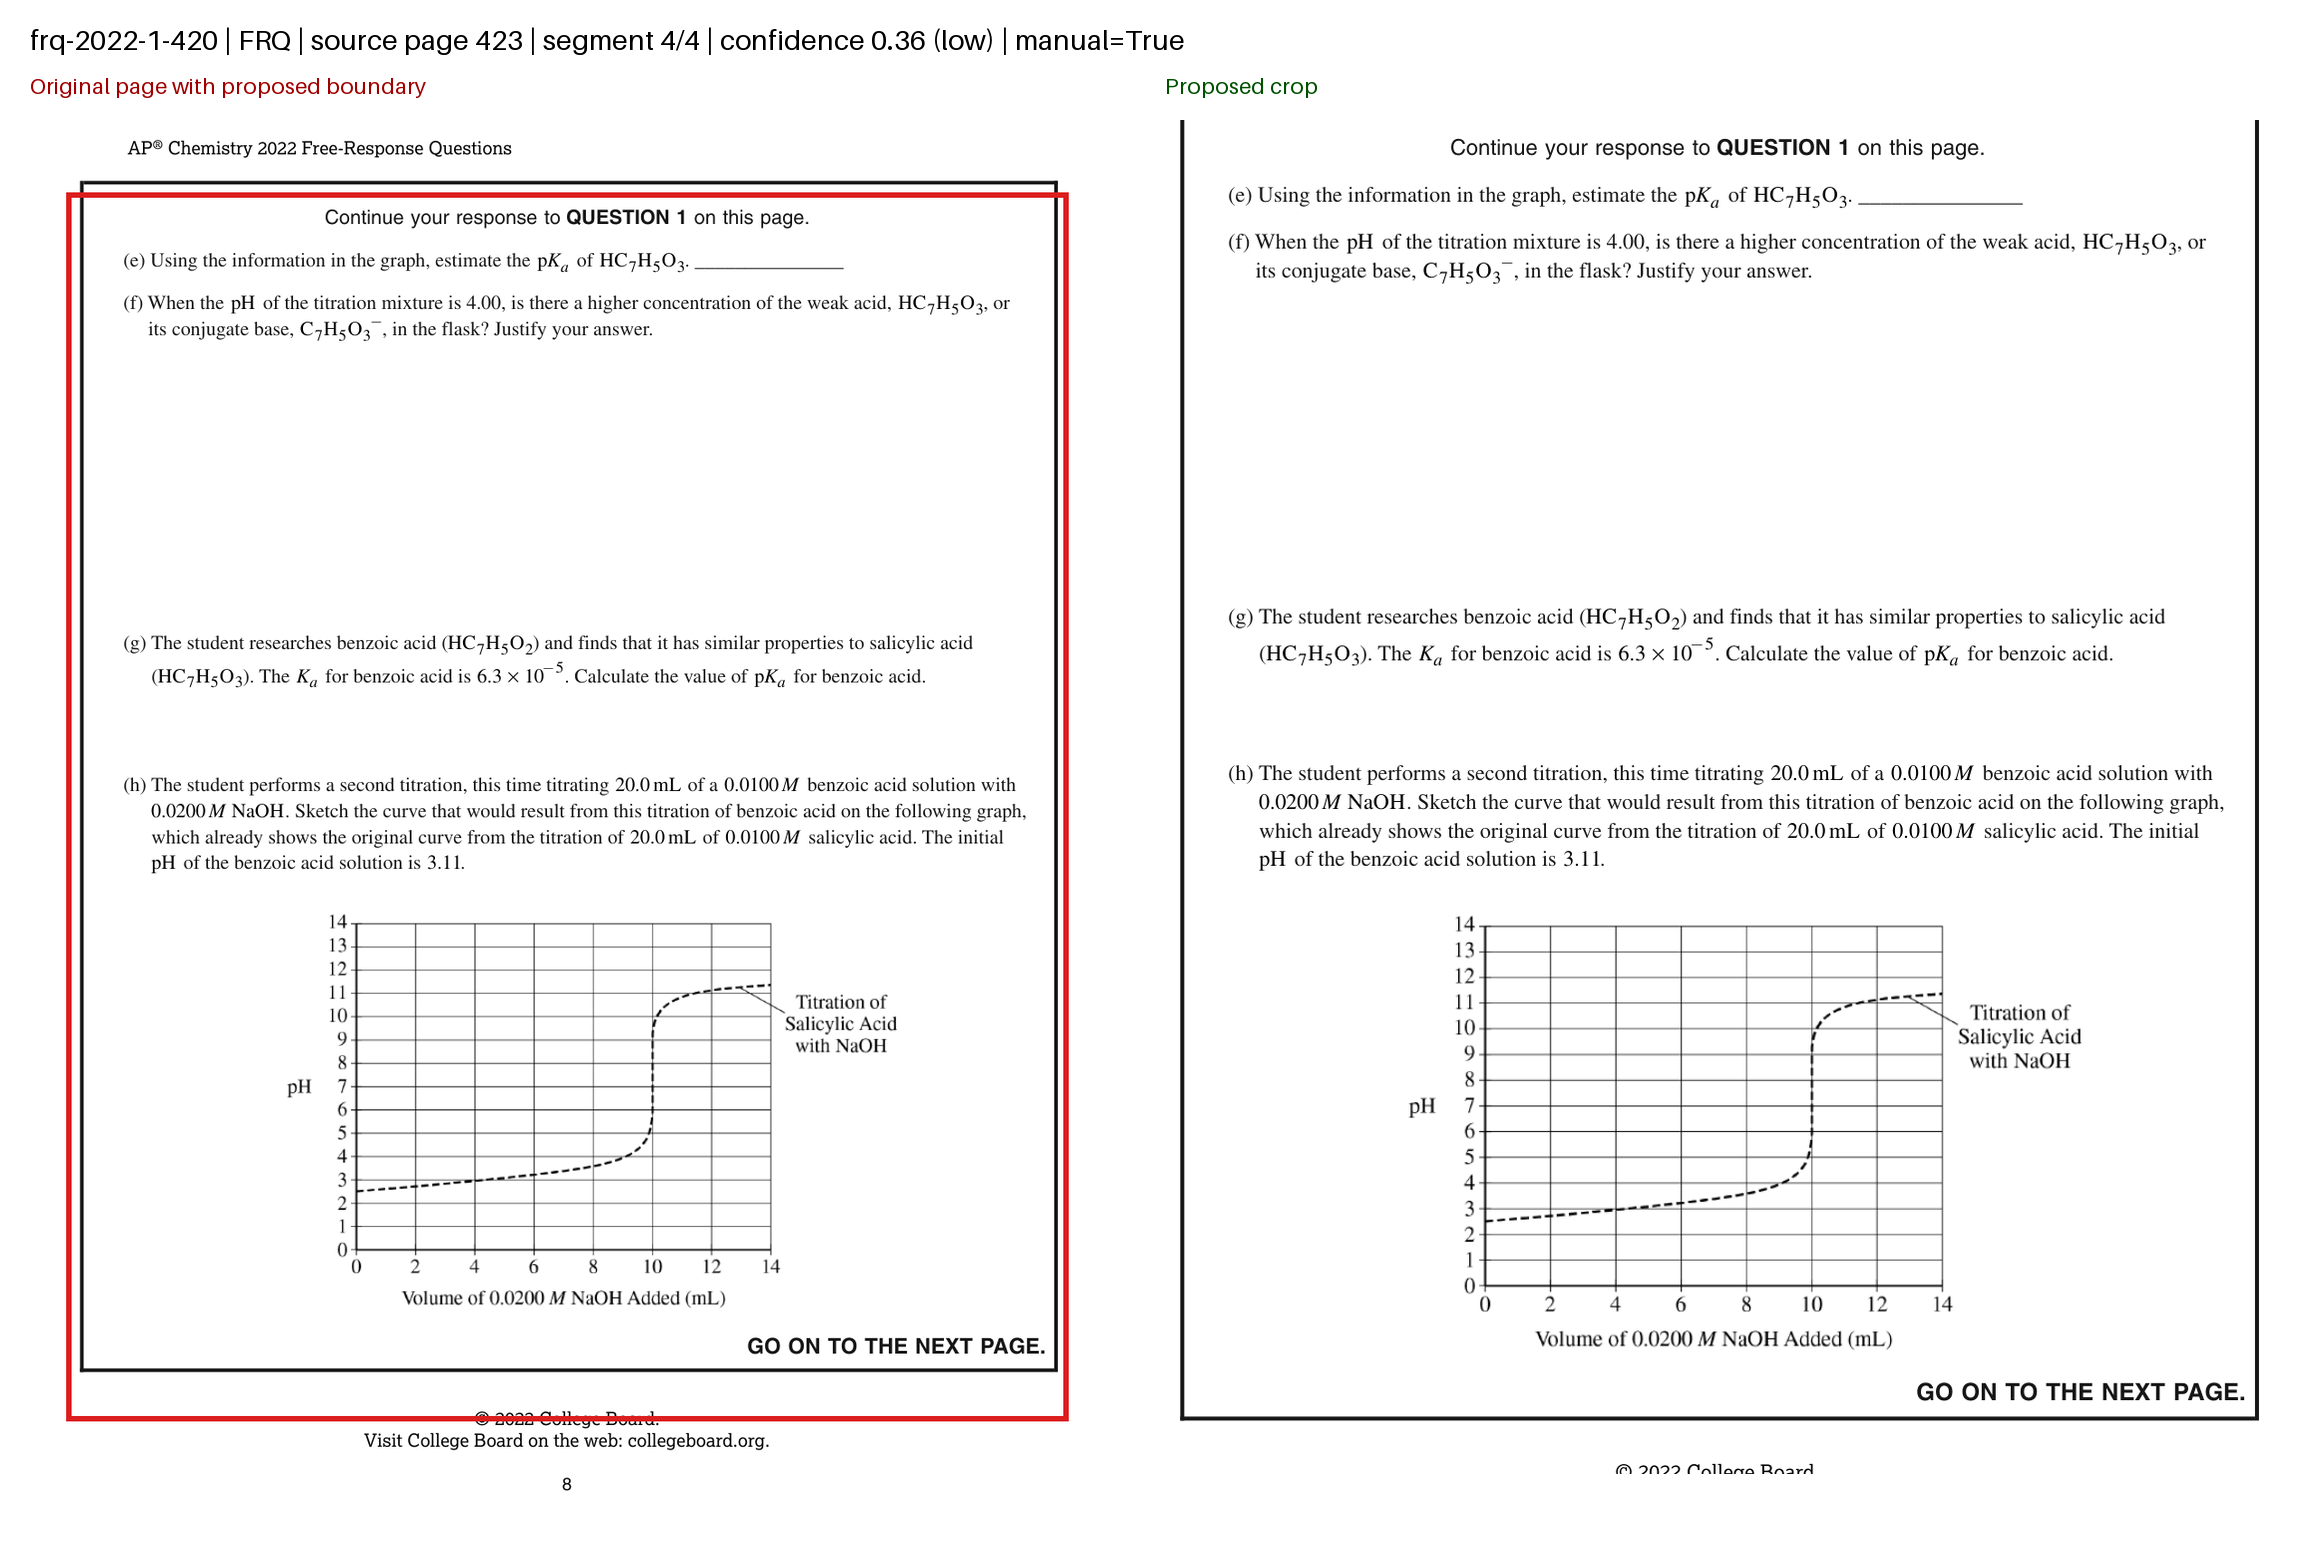 frq-2022-1-420 | FRQ | source page 423 | segment 4/4 | confidence 0.36 (low) | manual=True
Original page with proposed boundary
AP® Chemistry 2022 Free-Response Questions
Continue your response to QUESTION 1 on this page.
(e) Using the information in the graph, estimate the pKₐ of HC₇H₅O₃. _______________
(f) When the pH of the titration mixture is 4.00, is there a higher concentration of the weak acid, HC₇H₅O₃, or
its conjugate base, C₇H₅O₃⁻, in the flask? Justify your answer.
(g) The student researches benzoic acid (HC₇H₅O₂) and finds that it has similar properties to salicylic acid
(HC₇H₅O₃). The Kₐ for benzoic acid is 6.3 × 10⁻⁵. Calculate the value of pKₐ for benzoic acid.
(h) The student performs a second titration, this time titrating 20.0 mL of a 0.0100 M benzoic acid solution with
0.0200 M NaOH. Sketch the curve that would result from this titration of benzoic acid on the following graph,
which already shows the original curve from the titration of 20.0 mL of 0.0100 M salicylic acid. The initial
pH of the benzoic acid solution is 3.11.
14
13
12
11
10
9
8
7
6
5
4
3
2
1
0
pH
Titration of
Salicylic Acid
with NaOH
0 2 4 6 8 10 12 14
Volume of 0.0200 M NaOH Added (mL)
GO ON TO THE NEXT PAGE.
© 2022 College Board.
Visit College Board on the web: collegeboard.org.
8
Proposed crop
Continue your response to QUESTION 1 on this page.
(e) Using the information in the graph, estimate the pKₐ of HC₇H₅O₃. _______________
(f) When the pH of the titration mixture is 4.00, is there a higher concentration of the weak acid, HC₇H₅O₃, or
its conjugate base, C₇H₅O₃⁻, in the flask? Justify your answer.
(g) The student researches benzoic acid (HC₇H₅O₂) and finds that it has similar properties to salicylic acid
(HC₇H₅O₃). The Kₐ for benzoic acid is 6.3 × 10⁻⁵. Calculate the value of pKₐ for benzoic acid.
(h) The student performs a second titration, this time titrating 20.0 mL of a 0.0100 M benzoic acid solution with
0.0200 M NaOH. Sketch the curve that would result from this titration of benzoic acid on the following graph,
which already shows the original curve from the titration of 20.0 mL of 0.0100 M salicylic acid. The initial
pH of the benzoic acid solution is 3.11.
14
13
12
11
10
9
8
7
6
5
4
3
2
1
0
pH
Titration of
Salicylic Acid
with NaOH
0 2 4 6 8 10 12 14
Volume of 0.0200 M NaOH Added (mL)
GO ON TO THE NEXT PAGE.
© 2022 College Board